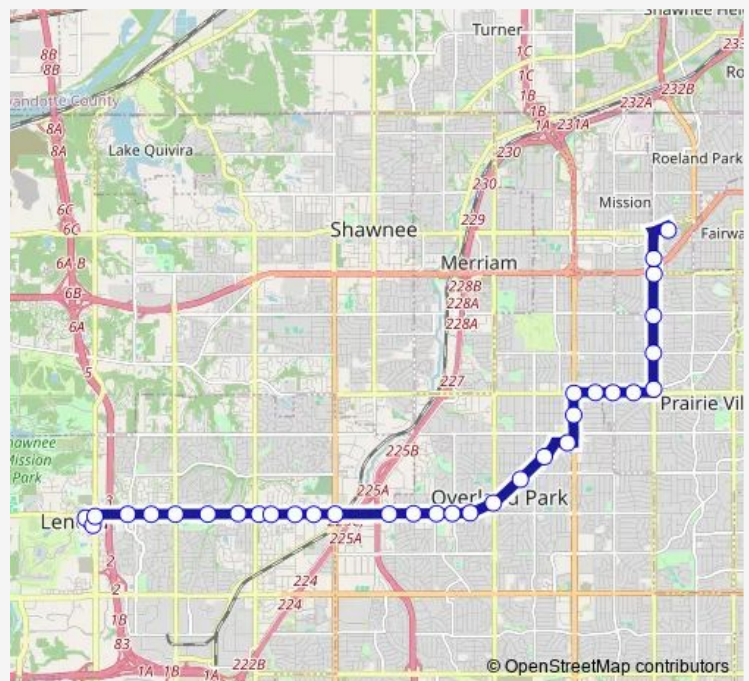 Shawnee Hei
Turner
8B
8B
1C
1C
233
232B
Ro
andotte County
1B
232A
8A
1B
1A
231A
8A
Lake Quivira
230
Roeland Park
230
6C
Mission
6C
229
Shawnee
Fairwa
6A-B
Merriam
6B
228B
228A
6A
228A
5
227
Prairie Vil
awnee
Mission
Park
225B
225A
3
Overland Park
Len
225A
2
224
2
224
1B
83
222B
1A
1B
1A
© OpenStreetMap contributors